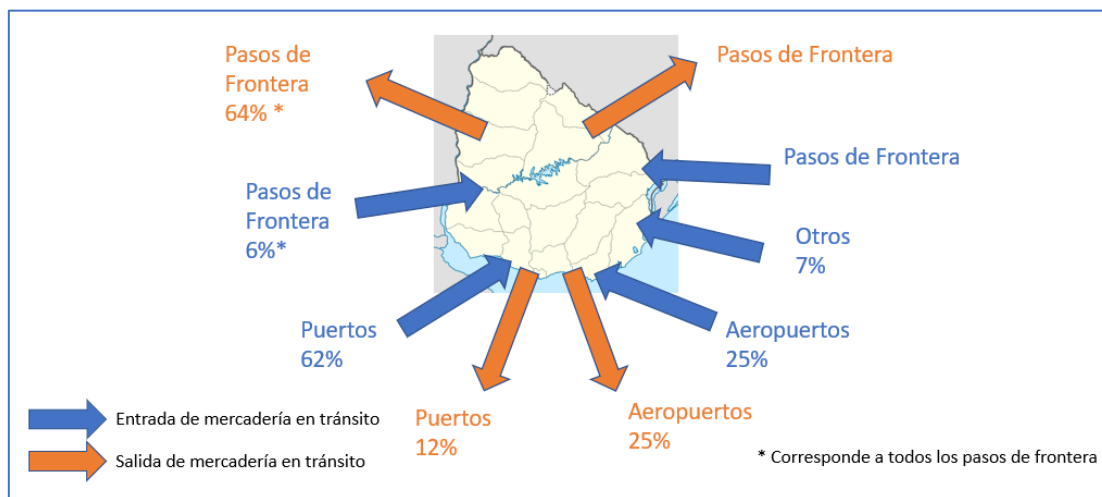 Pasos de
Frontera
64% *
Pasos de Frontera
Pasos de Frontera
Pasos de
Frontera
6%*
Otros
7%
Puertos
62%
Aeropuertos
25%
Puertos
12%
Aeropuertos
25%
Entrada de mercadería en tránsito
Salida de mercadería en tránsito
* Corresponde a todos los pasos de frontera